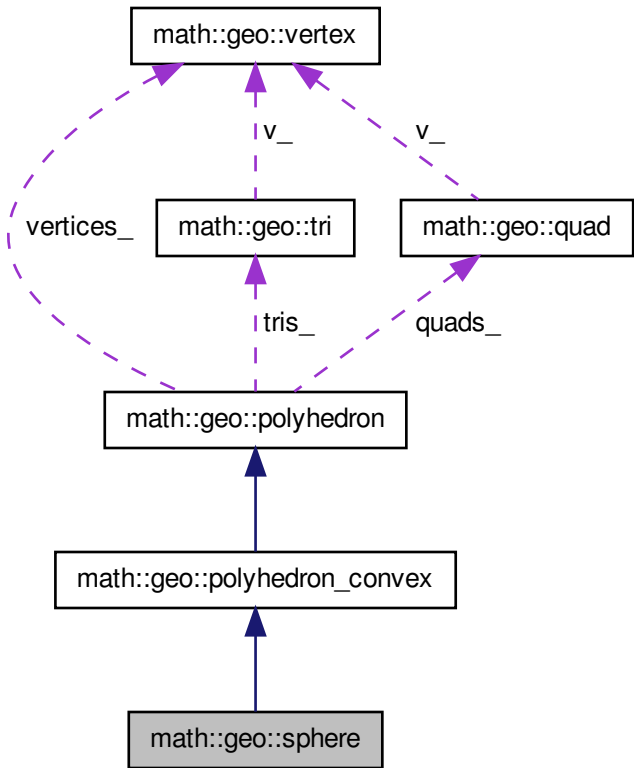 math::geo::vertex
v_
v_
vertices_
math::geo::tri
math::geo::quad
tris_
quads_
math::geo::polyhedron
math::geo::polyhedron_convex
math::geo::sphere